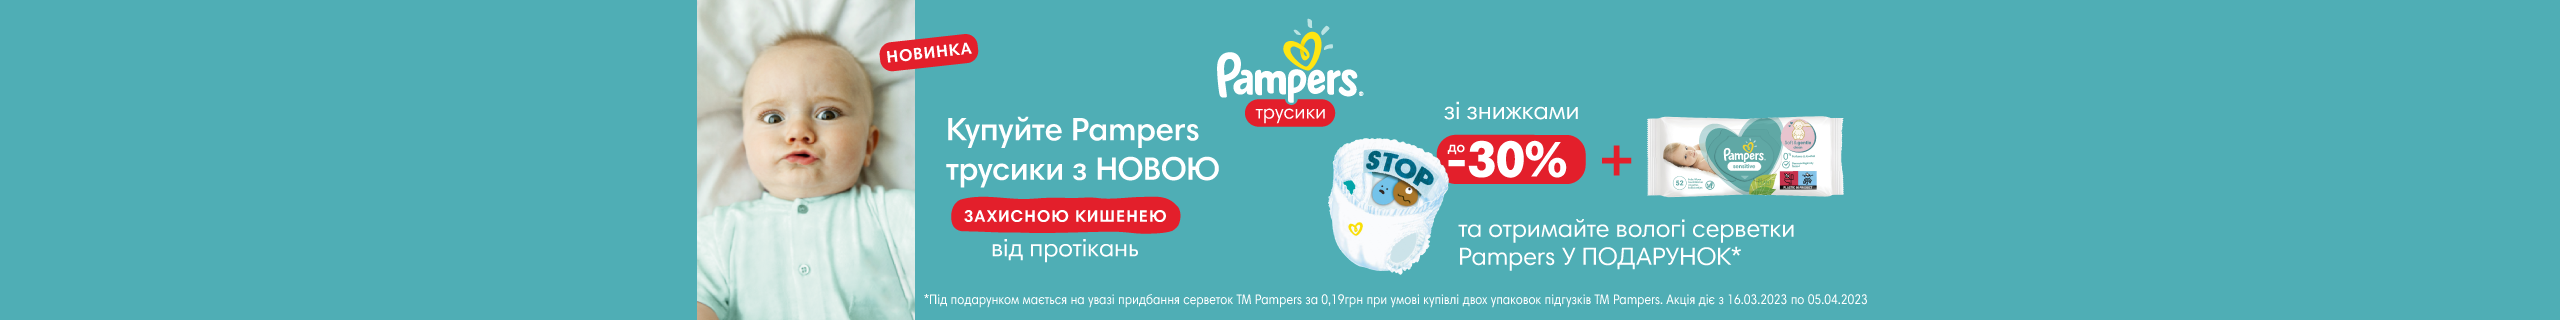 НОВИНКА
Купуйте Pampers
трусики з НОВОЮ
ЗАХИСНОЮ КИШЕНЕЮ
від протікань
Pampers
трусики
STOP
зі знижками
до
-30%
+
Pampers
sensitive
52
та отримайте вологі серветки
Pampers У ПОДАРУНОК*
*Під подарунком мається на увазі придбання серветок ТМ Pampers за 0,19грн при умові купівлі двох упаковок підгузків ТМ Pampers. Акція діє з 16.03.2023 по 05.04.2023